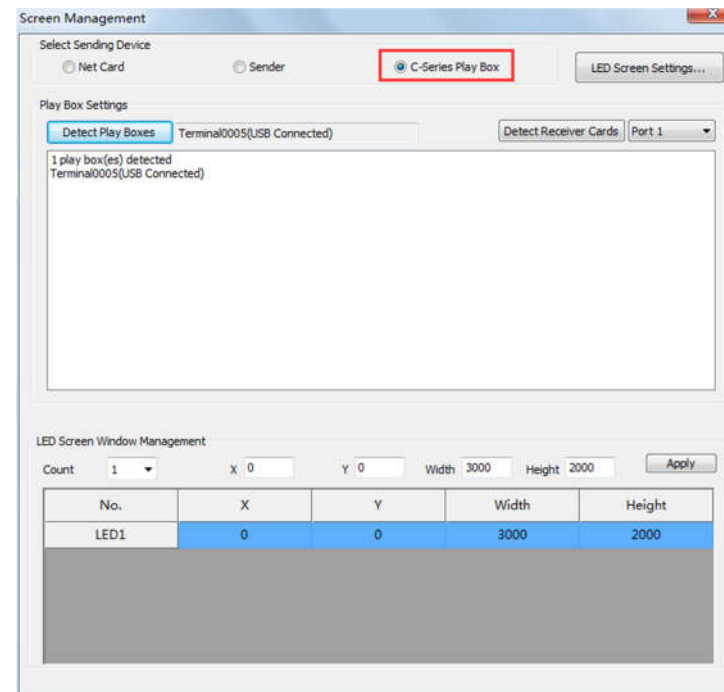 Screen Management
Select Sending Device
Net Card Sender C-Series Play Box LED Screen Settings...
Play Box Settings
Detect Play Boxes Terminal0005(USB Connected) Detect Receiver Cards Port 1
1 play box(es) detected
Terminal0005(USB Connected)
LED Screen Window Management
Count 1 X 0 Y 0 Width 3000 Height 2000 Apply
No. X Y Width Height
LED1 0 0 3000 2000